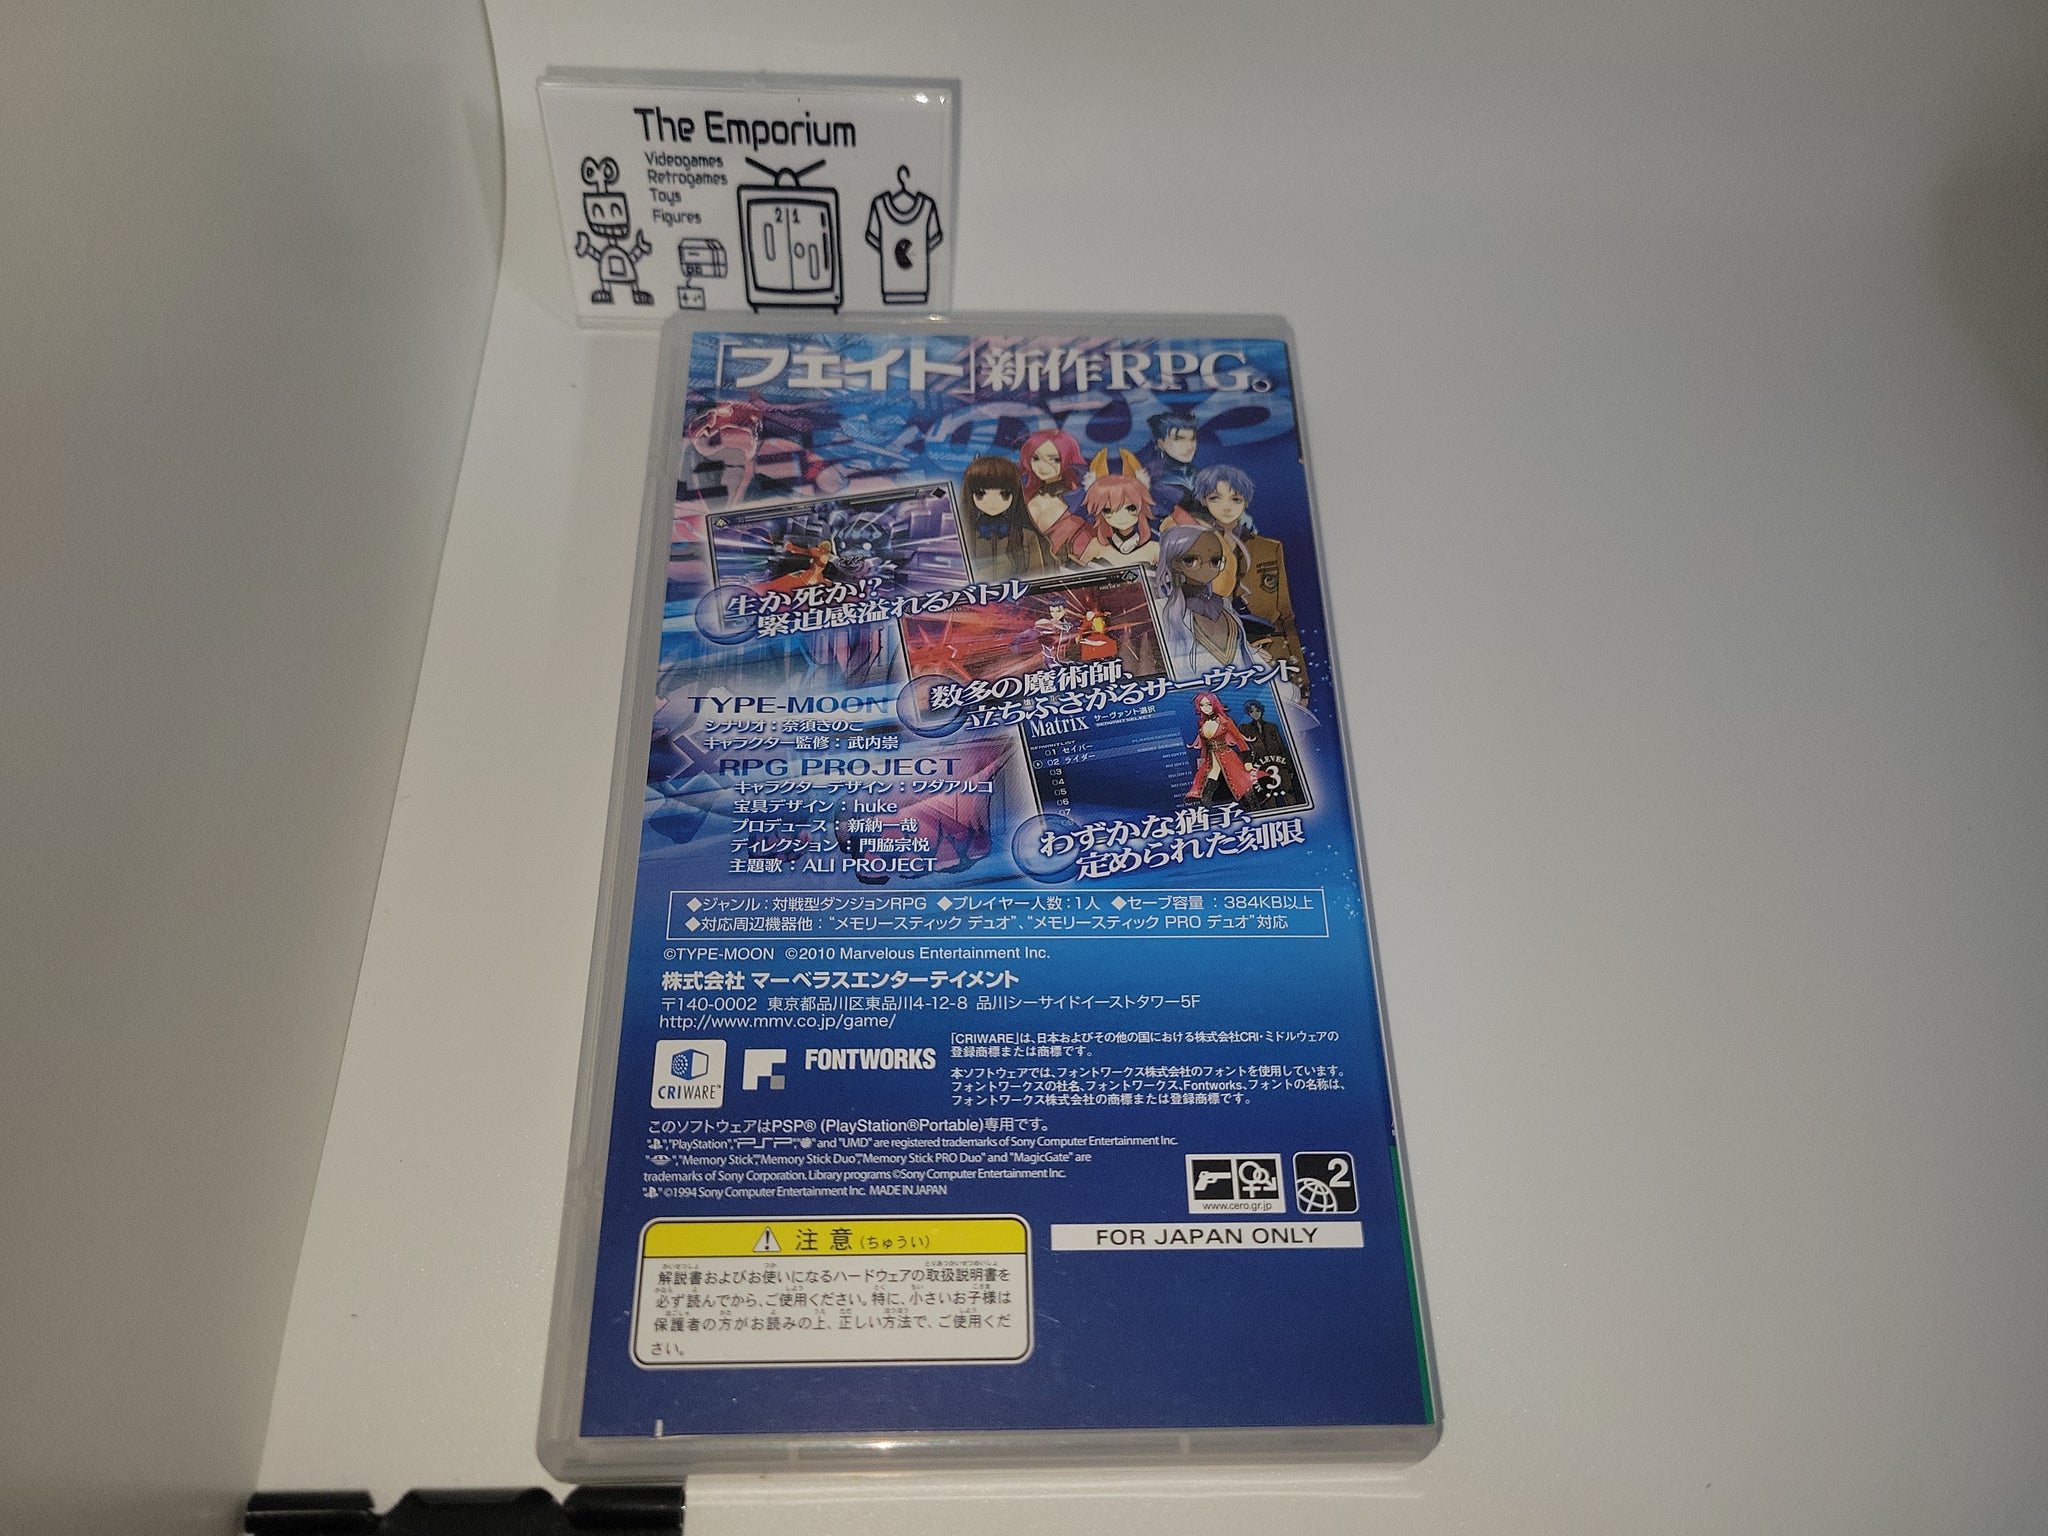 The Emporium
Videogames
Retrogames
Toys
Figures
21
「フェイト」新作RPG。
生か死か!?
緊迫感溢れるバトル
数多の魔術師、
立ちふさがるサーヴァント
Matrix サーヴァント選択
SERVANT SELECT
SERVANT LIST
01 セイバー
02 ライダー
03
04
05
06
07
MATRIX LEVEL
3
わずかな猶予、
定められた刻限
TYPE-MOON
シナリオ:奈須きのこ
キャラクター監修:武内崇
×RPG PROJECT
キャラクターデザイン:ワダアルコ
宝具デザイン:huke
プロデュース:新納一哉
ディレクション:門脇宗悦
主題歌:ALI PROJECT
◆ジャンル:対戦型ダンジョンRPG ◆プレイヤー人数:1人 ◆セーブ容量:384KB以上
◆対応周辺機器他:“メモリースティック デュオ”、“メモリースティック PRO デュオ”対応
©TYPE-MOON ©2010 Marvelous Entertainment Inc.
株式会社 マーベラスエンターテイメント
〒140-0002 東京都品川区東品川4-12-8 品川シーサイドイーストタワー5F
http://www.mmv.co.jp/game/
CRIWARE™
FONTWORKS
「CRIWARE」は、日本およびその他の国における株式会社CRI・ミドルウェアの
登録商標または商標です。
本ソフトウェアでは、フォントワークス株式会社のフォントを使用しています。
フォントワークスの社名、フォントワークス、Fontworks、フォントの名称は、
フォントワークス株式会社の商標または登録商標です。
このソフトウェアはPSP® (PlayStation®Portable)専用です。
"","PlayStation","PSP","" and "UMD" are registered trademarks of Sony Computer Entertainment Inc.
"","Memory Stick","Memory Stick Duo","Memory Stick PRO Duo" and "MagicGate" are
trademarks of Sony Corporation. Library programs ©Sony Computer Entertainment Inc.
"" ©1994 Sony Computer Entertainment Inc. MADE IN JAPAN
www.cero.gr.jp
2
FOR JAPAN ONLY
注意(ちゅうい)
解説書およびお使いになるハードウェアの取扱説明書を
必ず読んでから、ご使用ください。特に、小さいお子様は
保護者の方がお読みの上、正しい方法で、ご使用くだ
さい。